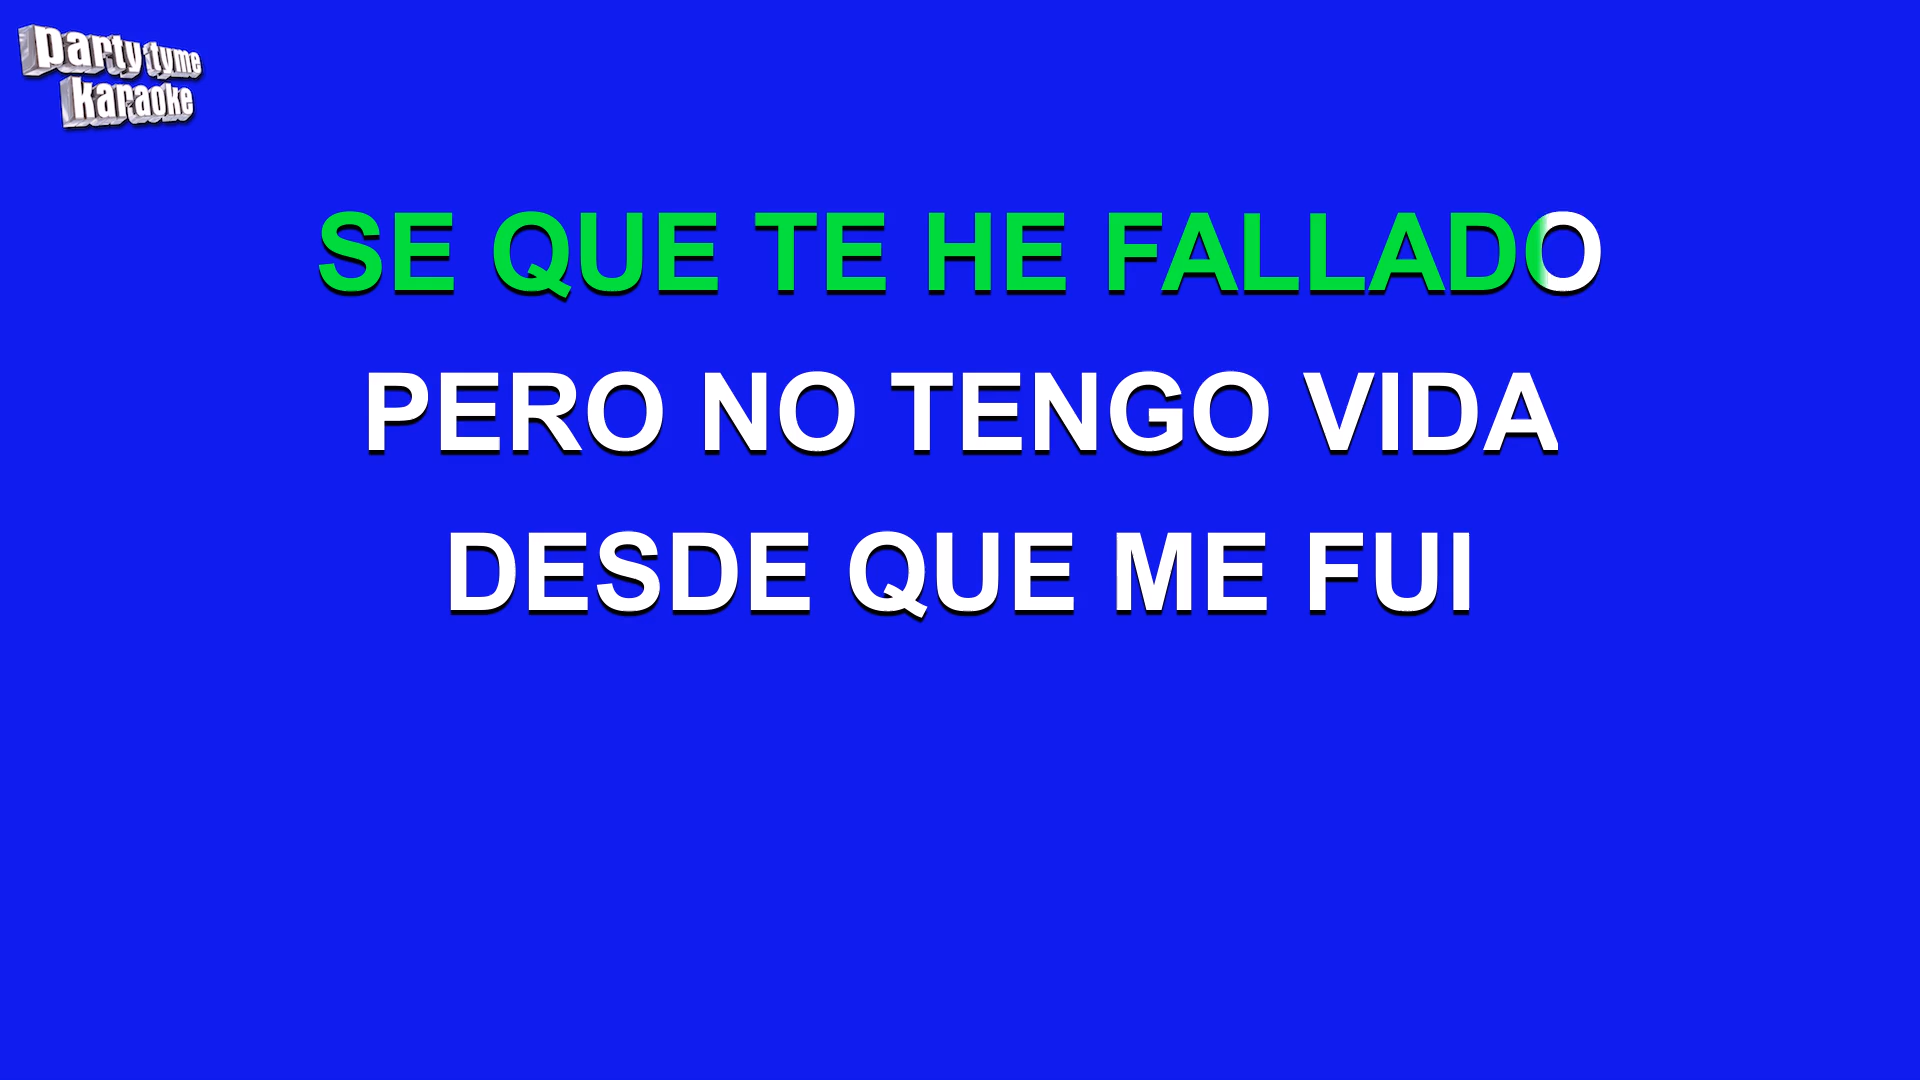 party tyme
karaoke
SE QUE TE HE FALLADO
PERO NO TENGO VIDA
DESDE QUE ME FUI